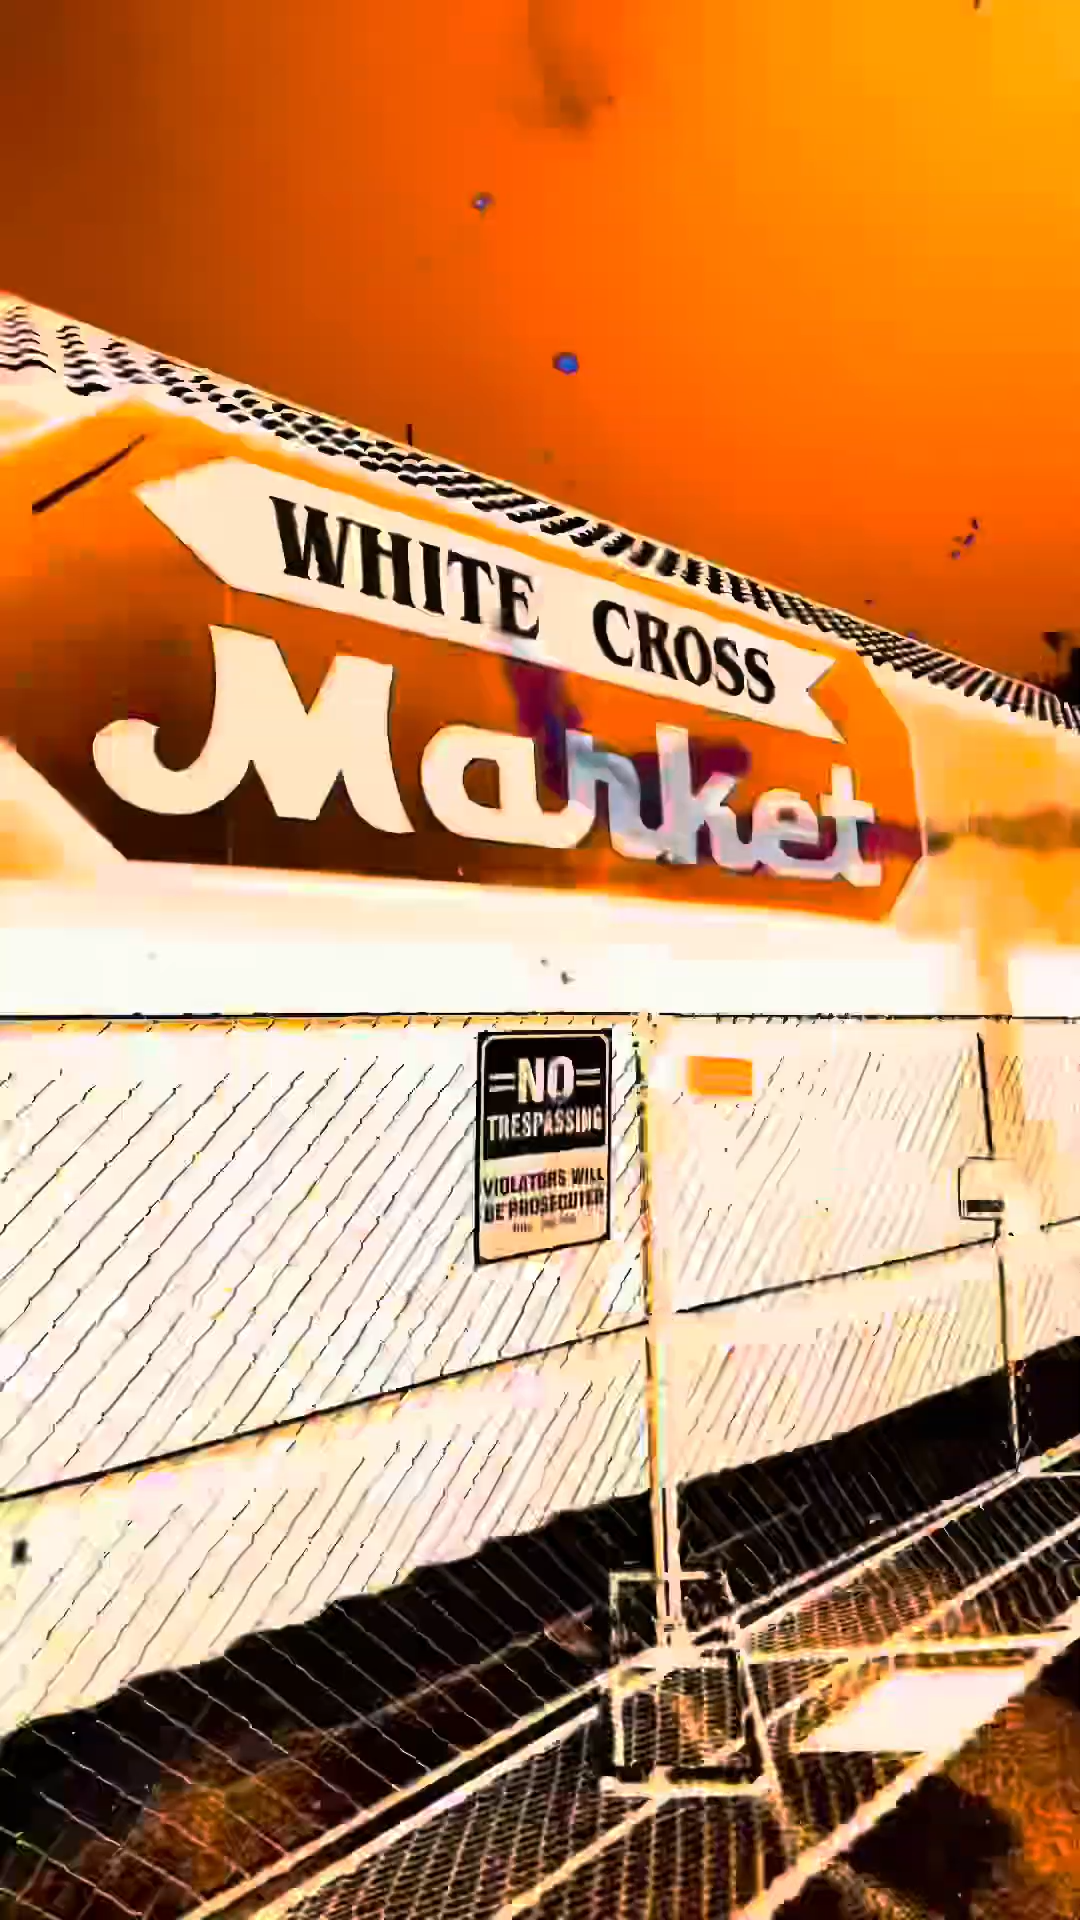 WHITE CROSS
Market
NO
TRESPASSING
VIOLATORS WILL
BE PROSECUTED